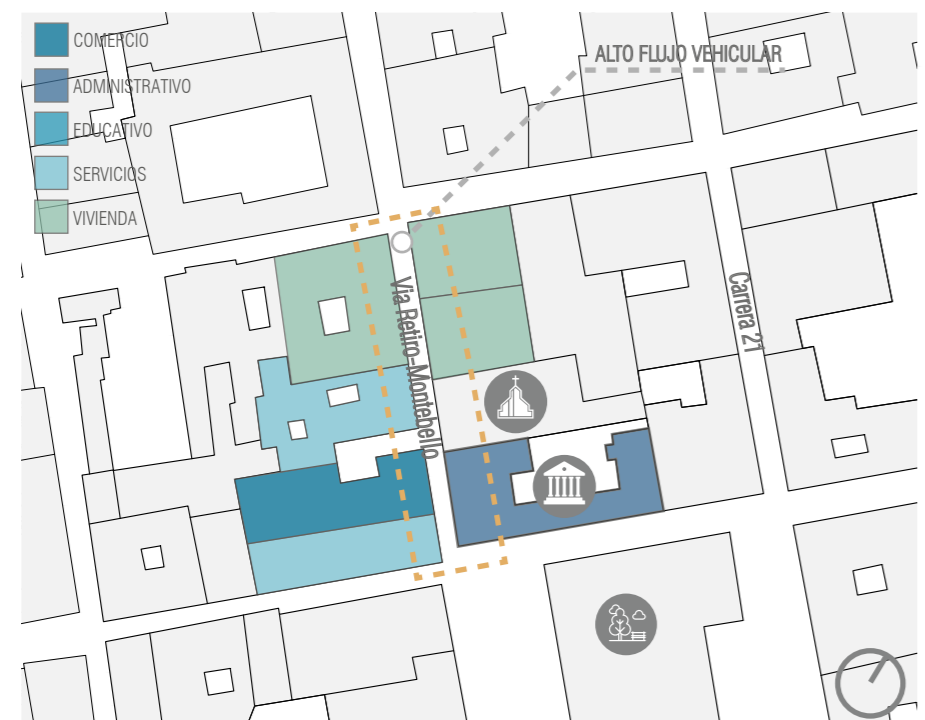 COMERCIO
ADMINISTRATIVO
EDUCATIVO
SERVICIOS
VIVIENDA
ALTO FLUJO VEHICULAR
Via Retiro-Montebello
Carrera 21